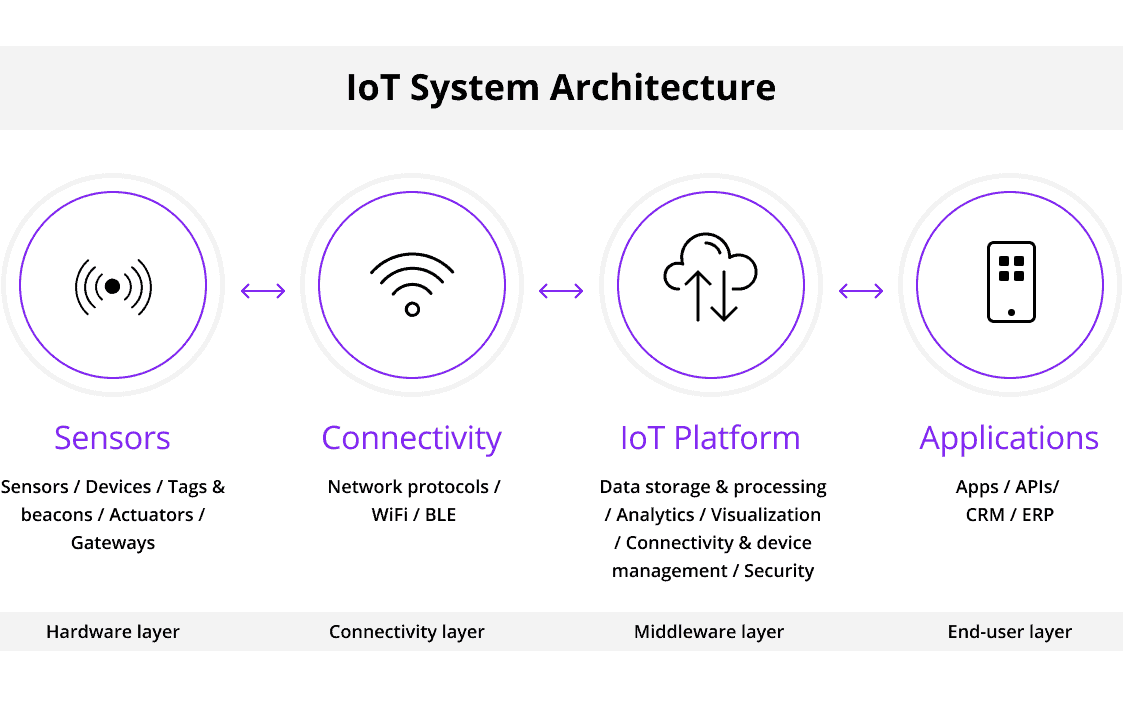 IoT System Architecture
Sensors
Sensors / Devices / Tags &
beacons / Actuators /
Gateways
Hardware layer
Connectivity
Network protocols /
WiFi / BLE
Connectivity layer
IoT Platform
Data storage & processing
/ Analytics / Visualization
/ Connectivity & device
management / Security
Middleware layer
Applications
Apps / APIs/
CRM / ERP
End-user layer